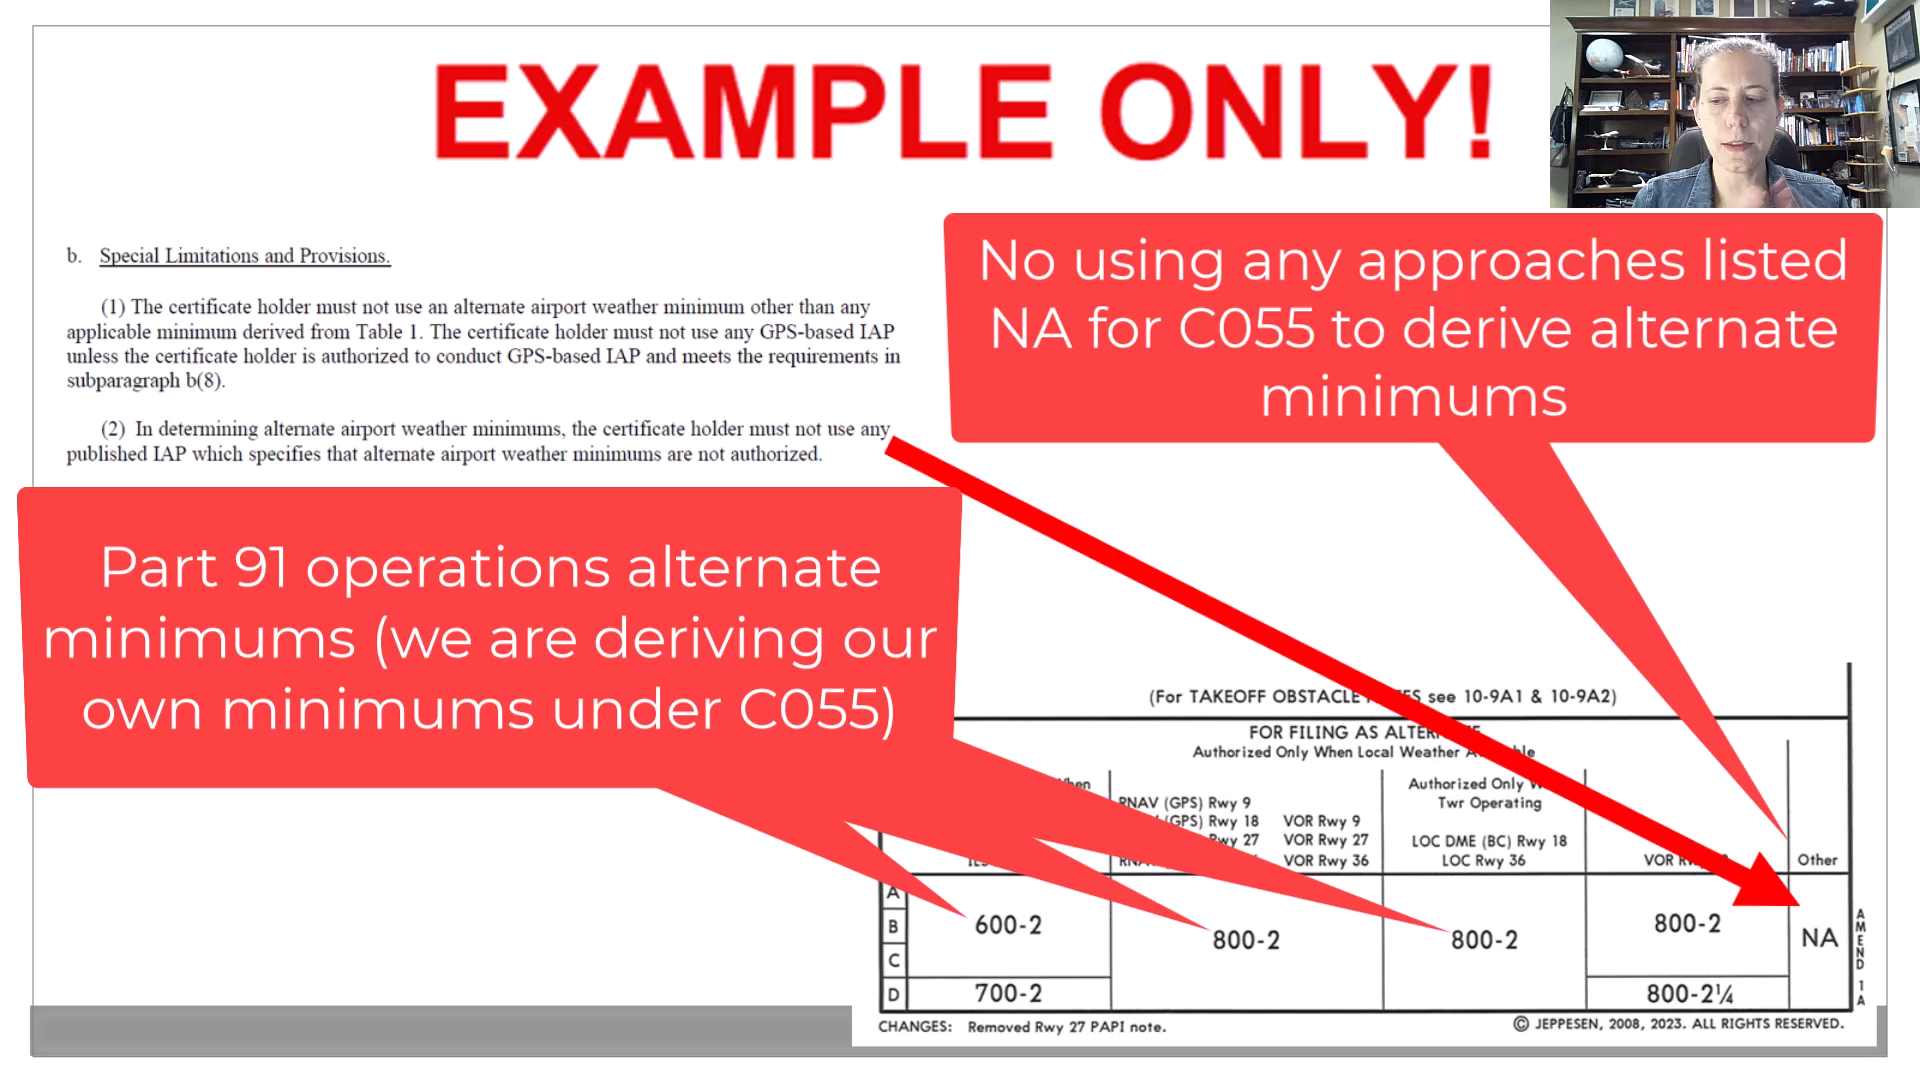 EXAMPLE ONLY!
b. Special Limitations and Provisions.
(1) The certificate holder must not use an alternate airport weather minimum other than any
applicable minimum derived from Table 1. The certificate holder must not use any GPS-based IAP
unless the certificate holder is authorized to conduct GPS-based IAP and meets the requirements in
subparagraph b(8).
(2) In determining alternate airport weather minimums, the certificate holder must not use any
published IAP which specifies that alternate airport weather minimums are not authorized.
No using any approaches listed
NA for C055 to derive alternate
minimums
Part 91 operations alternate
minimums (we are deriving our
own minimums under C055)
(For TAKEOFF OBSTACLE see 10-9A1 & 10-9A2)
FOR FILING AS
Authorized Only When Local Weather
Authorized Only
Twr Operating
RNAV (GPS) Rwy 9
(GPS) Rwy 18 VOR Rwy 9
27 VOR Rwy 27 LOC DME (BC) Rwy 18
VOR Rwy 36 LOC Rwy 36 VOR Other
A
B 600-2 800-2 800-2 800-2 NA
C
D 700-2 800-2¼
AMEND 1A
CHANGES: Removed Rwy 27 PAPI note.
© JEPPESEN, 2008, 2023. ALL RIGHTS RESERVED.